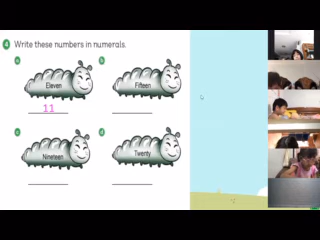 4 Write these numbers in numerals.
a
b
Eleven
Fifteen
11
c
d
Nineteen
Twenty